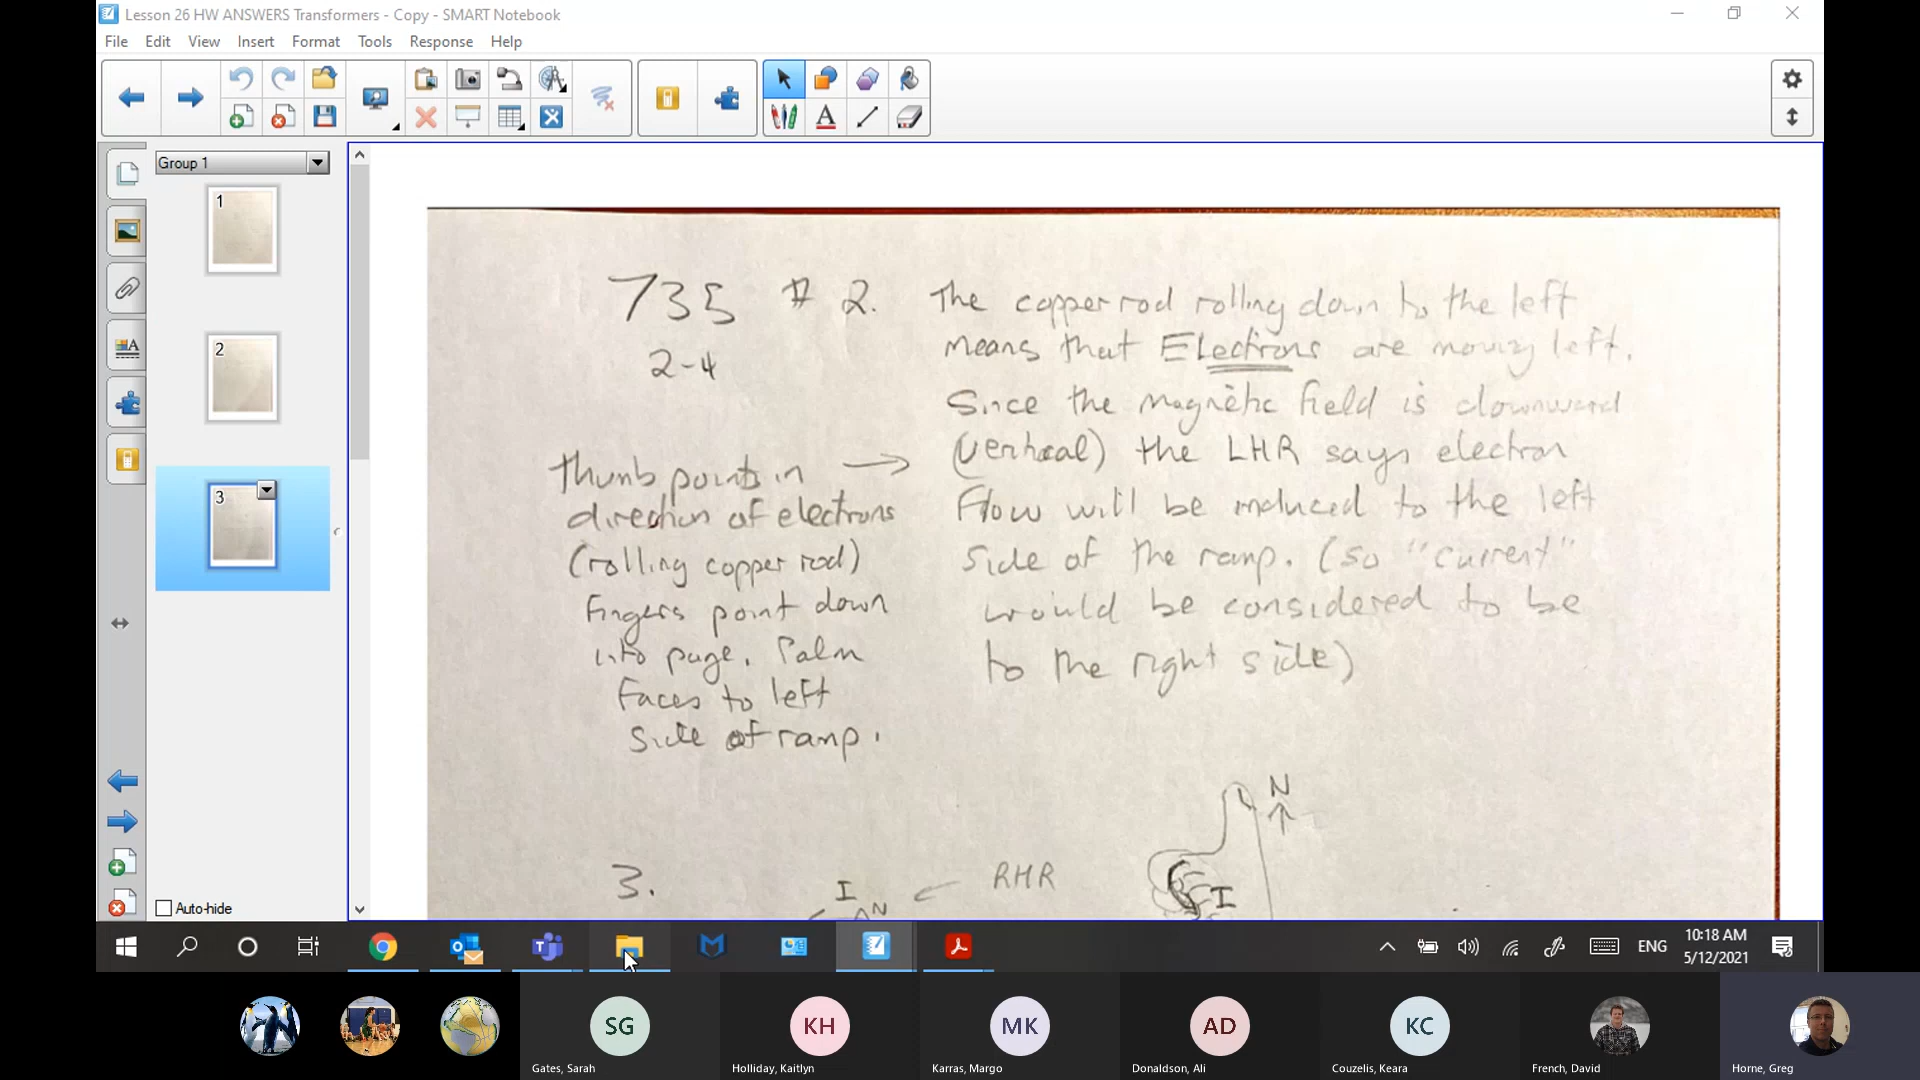 Lesson 26 HW ANSWERS Transformers - Copy - SMART Notebook
File Edit View Insert Format Tools Response Help
Group 1
1
2
3
Auto-hide
735 # 2.
2-4
The copper rod rolling down to the left
means that Electrons are moving left.
Since the magnetic field is downward
(vertical) the LHR says electron
flow will be induced to the left
side of the ramp. (so "current"
would be considered to be
to the right side)
Thumb points in →
direction of electrons
(rolling copper rod)
Fingers point down
into page. Palm
faces to left
side of ramp.
N
↑
3.
I
N
← RHR
I
ENG
10:18 AM
5/12/2021
SG
KH
MK
AD
KC
Gates, Sarah
Holliday, Kaitlyn
Karras, Margo
Donaldson, Ali
Couzelis, Keara
French, David
Horne, Greg